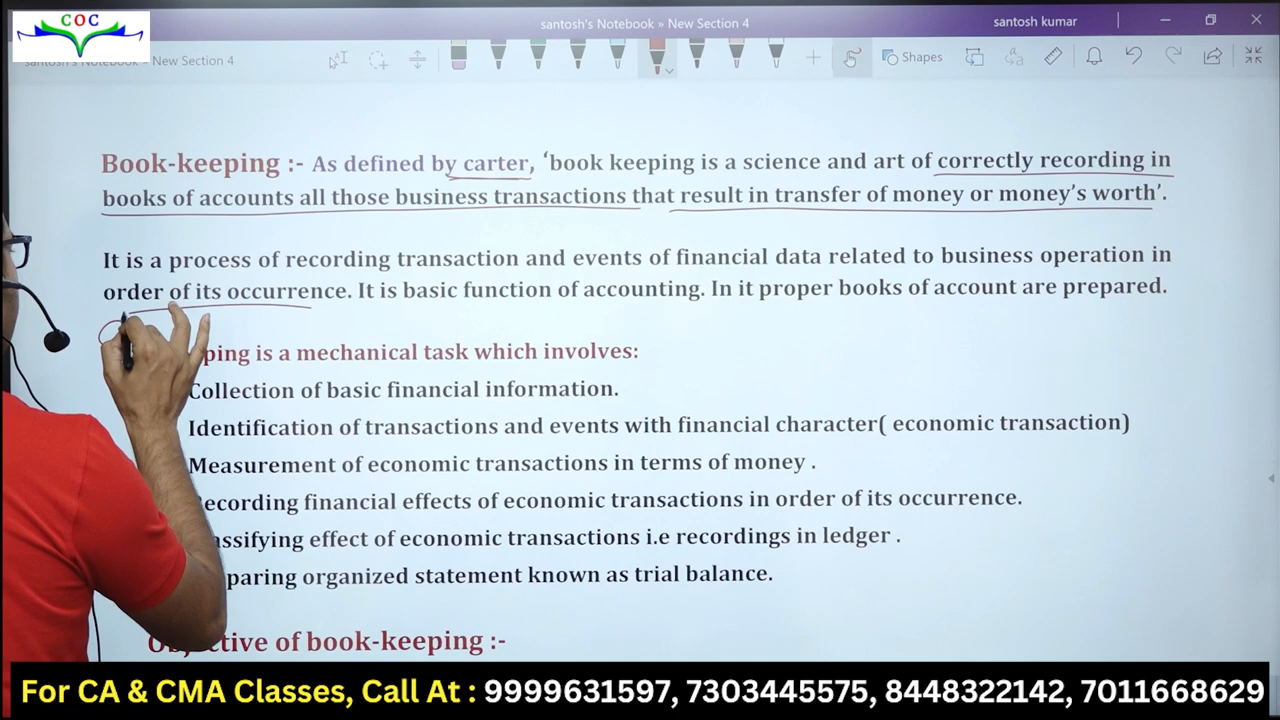 COC
santosh's Notebook » New Section 4
santosh kumar
santosh's Notebook » New Section 4
Shapes
Book-keeping :- As defined by carter, ‘book keeping is a science and art of correctly recording in
books of accounts all those business transactions that result in transfer of money or money’s worth’.
It is a process of recording transaction and events of financial data related to business operation in
order of its occurrence. It is basic function of accounting. In it proper books of account are prepared.
is a mechanical task which involves:
Collection of basic financial information.
Identification of transactions and events with financial character( economic transaction)
Measurement of economic transactions in terms of money .
Recording financial effects of economic transactions in order of its occurrence.
effect of economic transactions i.e recordings in ledger .
organized statement known as trial balance.
Objective of book-keeping :-
For CA & CMA Classes, Call At : 9999631597, 7303445575, 8448322142, 7011668629